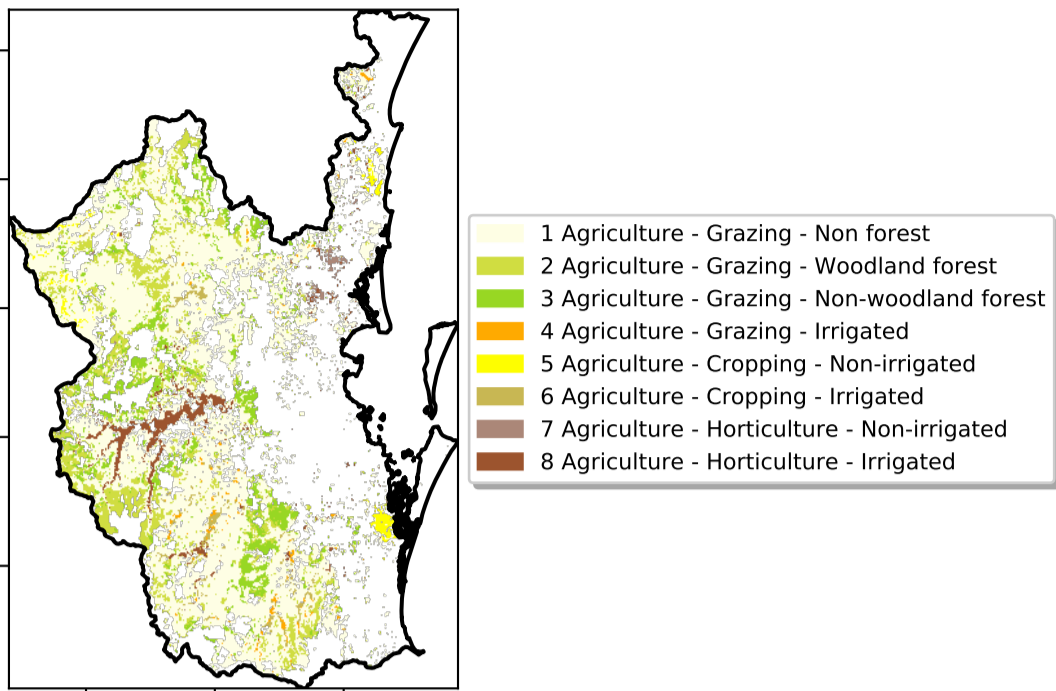 1 Agriculture - Grazing - Non forest
2 Agriculture - Grazing - Woodland forest
3 Agriculture - Grazing - Non-woodland forest
4 Agriculture - Grazing - Irrigated
5 Agriculture - Cropping - Non-irrigated
6 Agriculture - Cropping - Irrigated
7 Agriculture - Horticulture - Non-irrigated
8 Agriculture - Horticulture - Irrigated